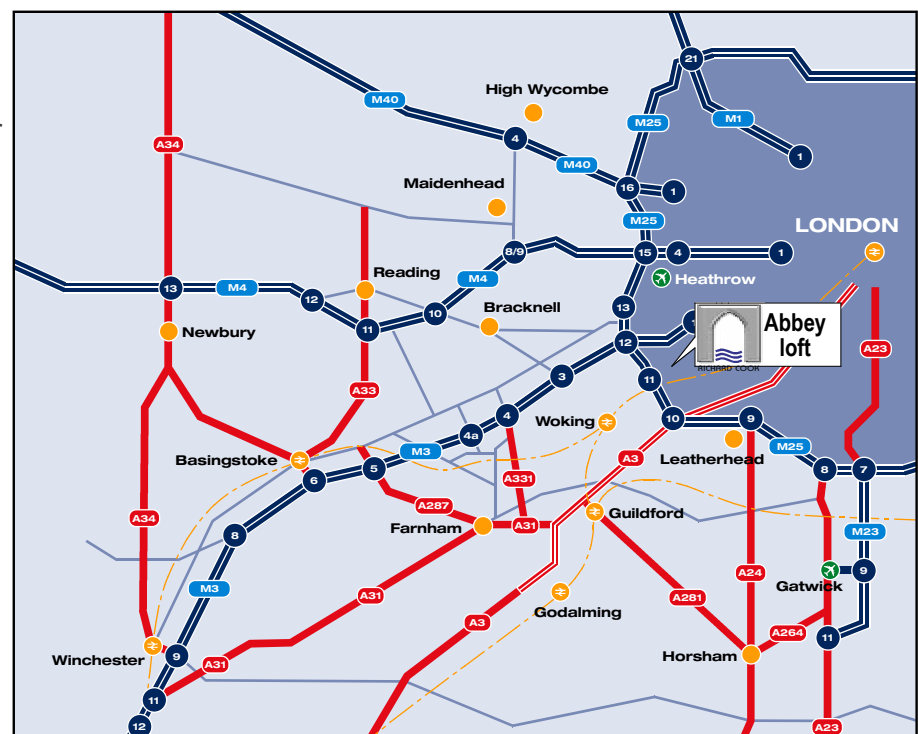 21
M40
High Wycombe
M25
M1
4
A34
1
M40
Maidenhead
16
1
M25
LONDON
8/9
15
4
1
Reading
M4
Heathrow
13
M4
12
10
Bracknell
13
Newbury
11
12
1
Abbey
loft
RICHARD COOK
A23
3
11
A33
4
10
9
Woking
4a
M25
Basingstoke
M3
A3
Leatherhead
6
5
A331
8
7
A34
A287
Farnham
A31
Guildford
8
M23
M3
A31
A24
9
Gatwick
Godalming
A281
A3
A264
11
Winchester
9
A31
Horsham
11
12
A23